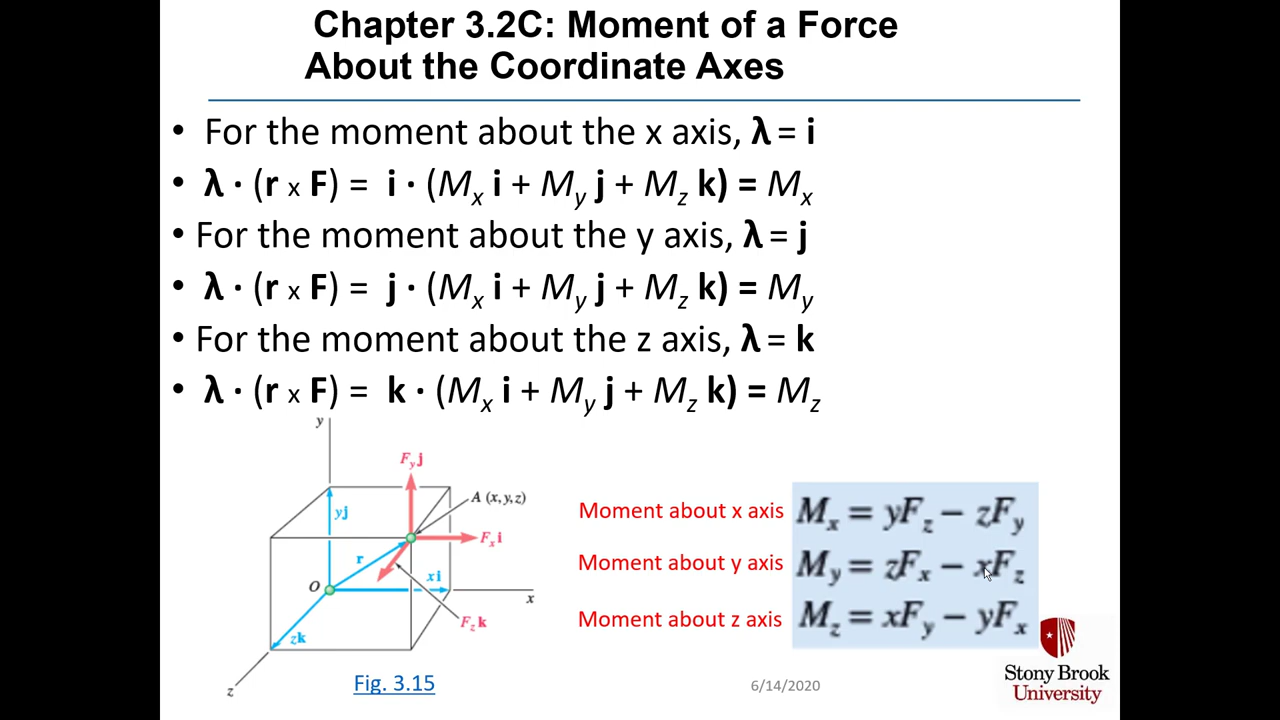 Chapter 3.2C: Moment of a Force
About the Coordinate Axes
• For the moment about the x axis, λ = i
• λ · (r x F) = i · (Mx i + My j + Mz k) = Mx
• For the moment about the y axis, λ = j
• λ · (r x F) = j · (Mx i + My j + Mz k) = My
• For the moment about the z axis, λ = k
• λ · (r x F) = k · (Mx i + My j + Mz k) = Mz
y
Fy j
A (x, y, z)
yj
Fx i
r
xi
O
x
Fz k
zk
z
Fig. 3.15
Moment about x axis Mx = yFz − zFy
Moment about y axis My = zFx − xFz
Moment about z axis Mz = xFy − yFx
6/14/2020
Stony Brook
University